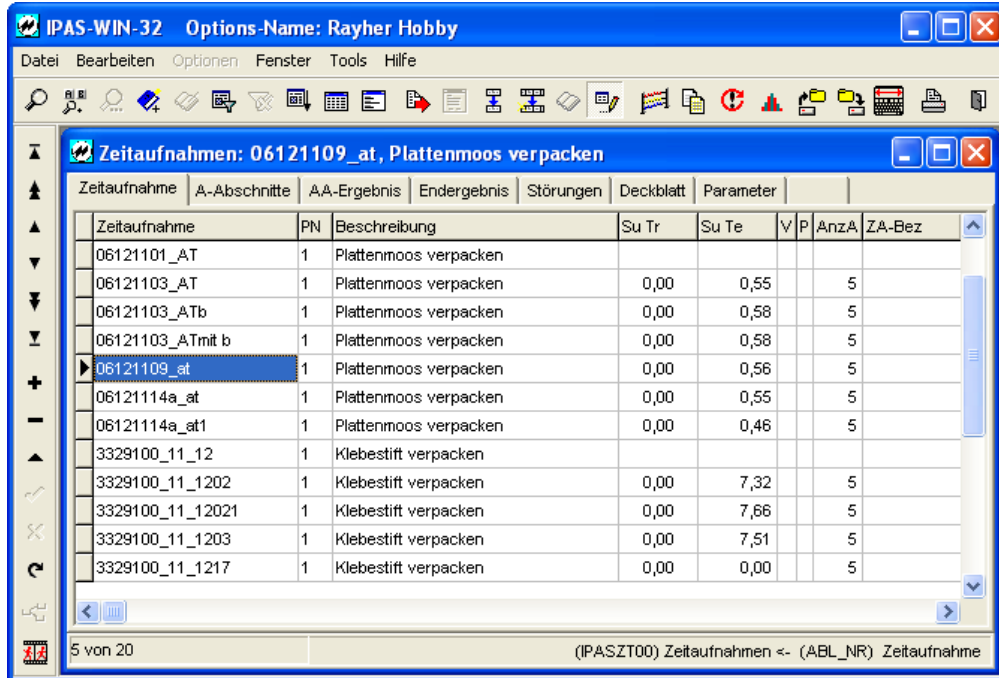 IPAS-WIN-32 Options-Name: Rayher Hobby
Datei Bearbeiten Optionen Fenster Tools Hilfe
Zeitaufnahmen: 06121109_at, Plattenmoos verpacken
Zeitaufnahme A-Abschnitte AA-Ergebnis Endergebnis Störungen Deckblatt Parameter
Zeitaufnahme PN Beschreibung Su Tr Su Te V P AnzA ZA-Bez
06121101_AT 1 Plattenmoos verpacken
06121103_AT 1 Plattenmoos verpacken 0,00 0,55 5
06121103_ATb 1 Plattenmoos verpacken 0,00 0,58 5
06121103_ATmit b 1 Plattenmoos verpacken 0,00 0,58 5
06121109_at 1 Plattenmoos verpacken 0,00 0,56 5
06121114a_at 1 Plattenmoos verpacken 0,00 0,55 5
06121114a_at1 1 Plattenmoos verpacken 0,00 0,46 5
3329100_11_12 1 Klebestift verpacken
3329100_11_1202 1 Klebestift verpacken 0,00 7,32 5
3329100_11_12021 1 Klebestift verpacken 0,00 7,66 5
3329100_11_1203 1 Klebestift verpacken 0,00 7,51 5
3329100_11_1217 1 Klebestift verpacken 0,00 0,00 5
5 von 20 (IPASZT00) Zeitaufnahmen <- (ABL_NR) Zeitaufnahme